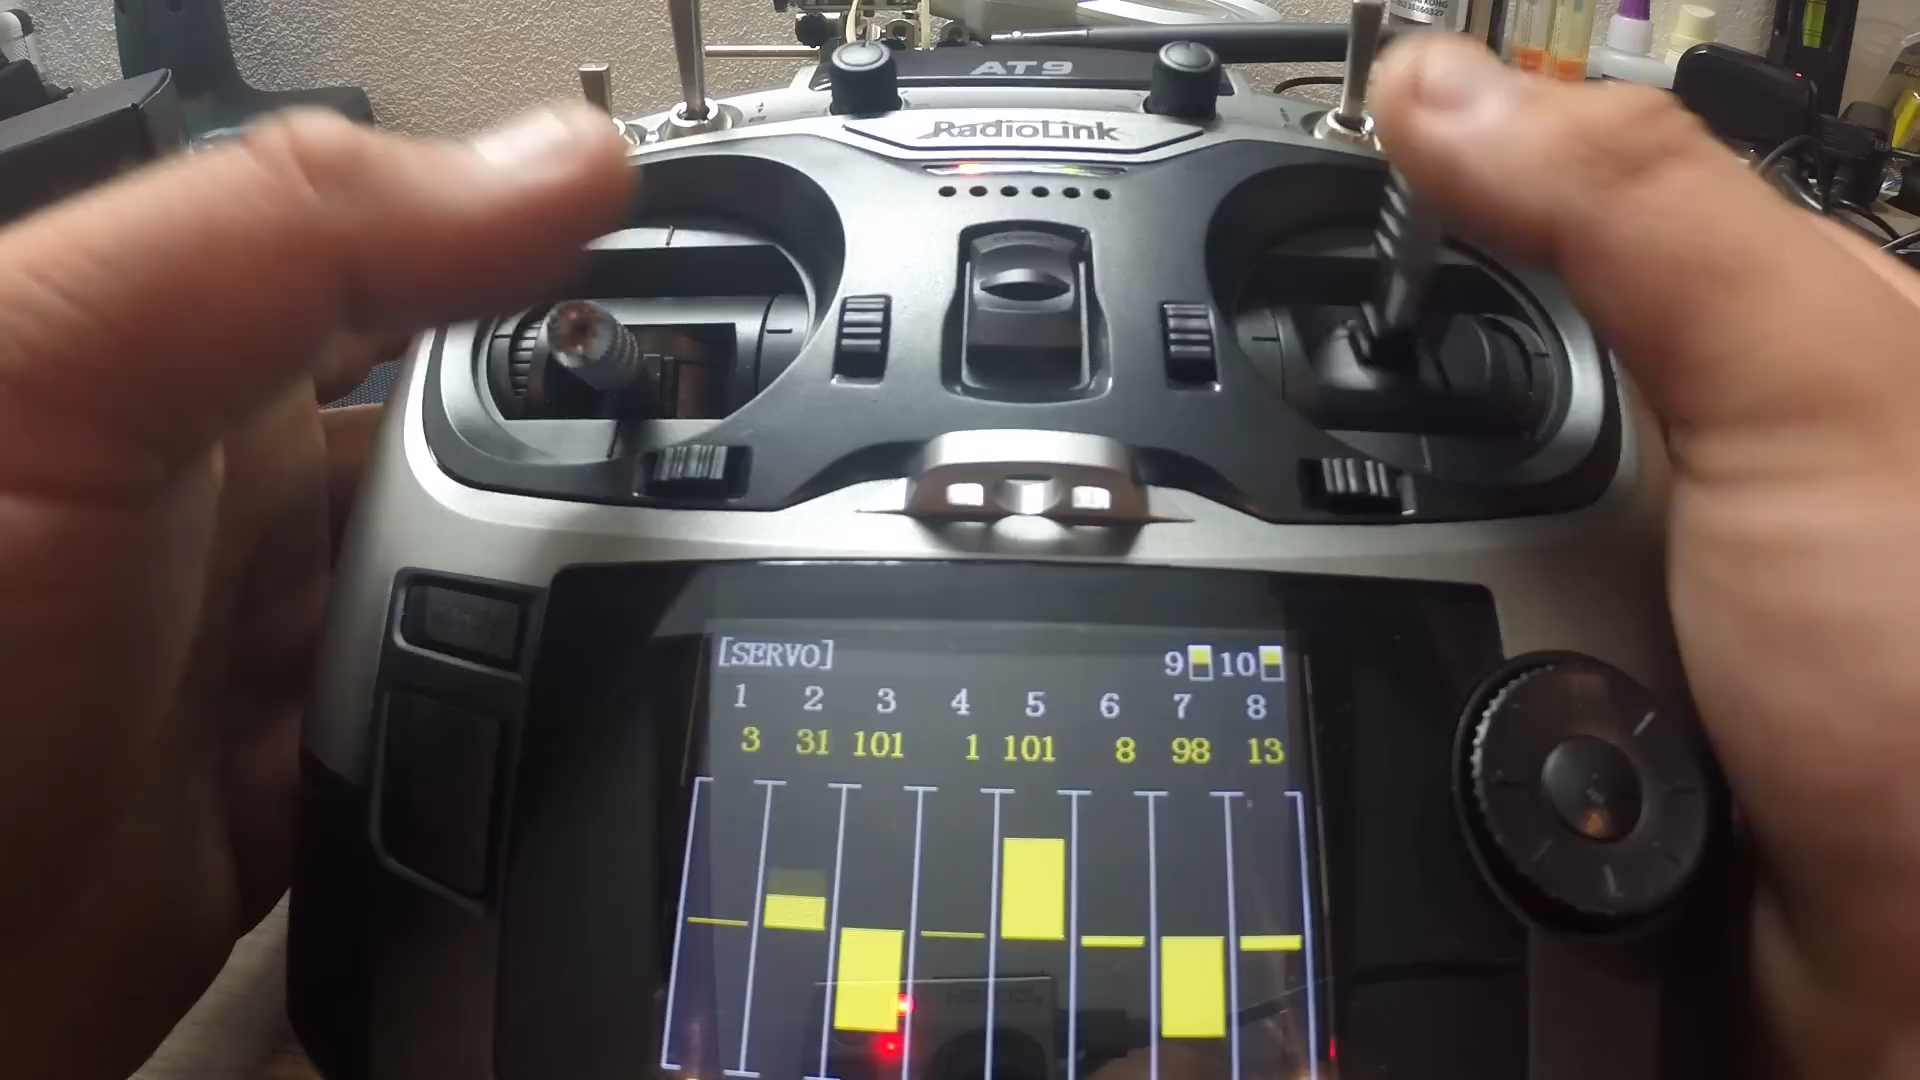 AT9
RadioLink
[SERVO] 9 10
1 2 3 4 5 6 7 8
3 31 101 1 101 8 98 13